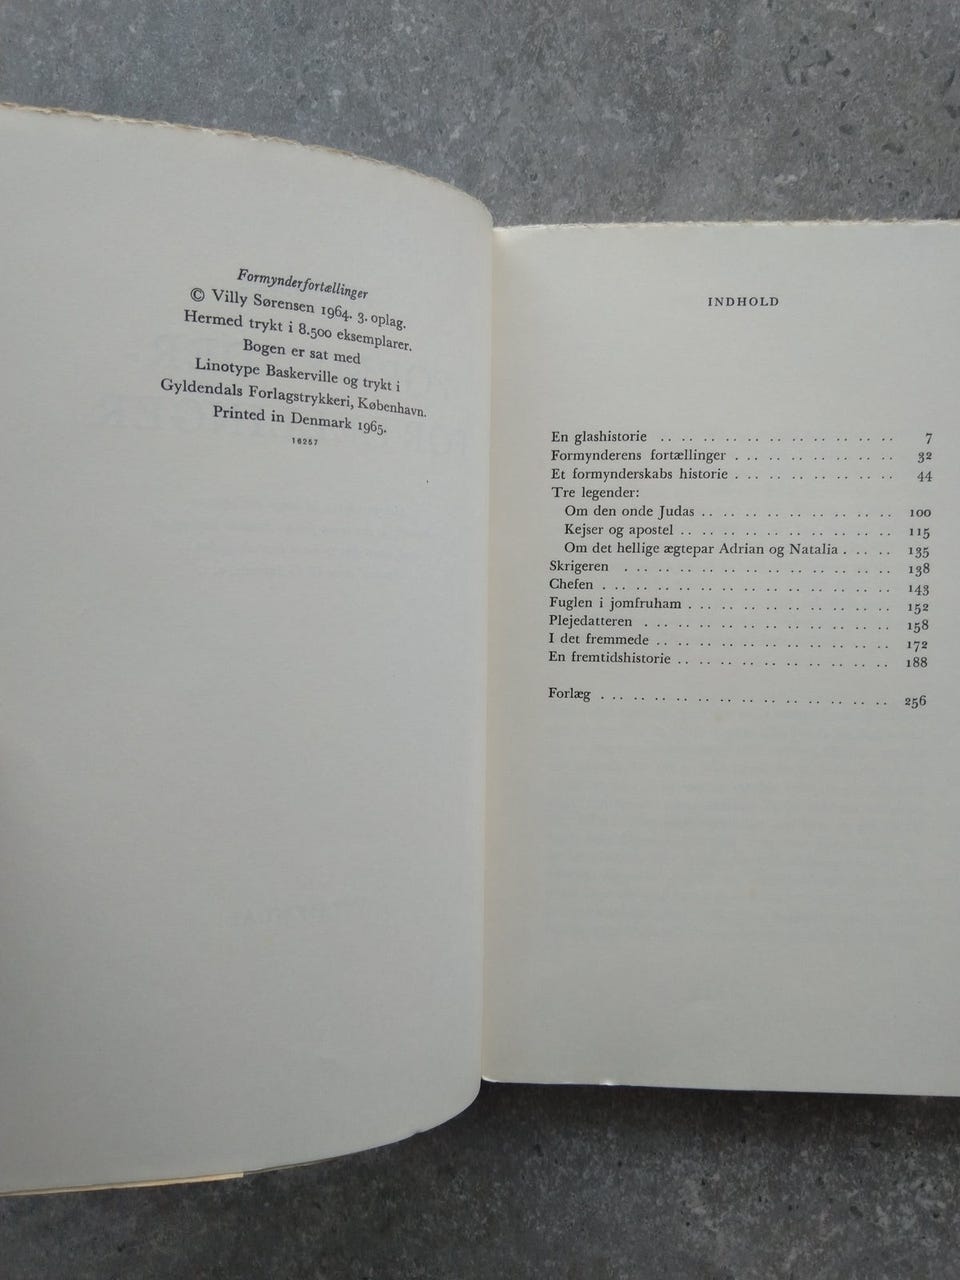 Formynderfortællinger
© Villy Sørensen 1964. 3. oplag.
Hermed trykt i 8.500 eksemplarer.
Bogen er sat med
Linotype Baskerville og trykt i
Gyldendals Forlagstrykkeri, København.
Printed in Denmark 1965.
16257
INDHOLD
En glashistorie .. .. .. .. .. .. .. .. .. .. .. 7
Formynderens fortællinger . .. .. .. .. .. .. .. 32
Et formynderskabs historie . .. .. .. .. .. .. .. 44
Tre legender:
Om den onde Judas .. .. .. .. .. .. .. .. .. 100
Kejser og apostel .. .. .. .. .. .. .. .. .. .. 115
Om det hellige ægtepar Adrian og Natalia . .. .. 135
Skrigeren .. .. .. .. .. .. .. .. .. .. .. .. .. 138
Chefen . .. .. .. .. .. .. .. .. .. .. .. .. .. 143
Fuglen i jomfruham . .. .. .. .. .. .. .. .. .. 152
Plejedatteren . .. .. .. .. .. .. .. .. .. .. .. 158
I det fremmede .. .. .. .. .. .. .. .. .. .. .. 172
En fremtidshistorie .. .. .. .. .. .. .. .. .. .. 188
Forlæg . .. .. .. .. .. .. .. .. .. .. .. .. .. 256